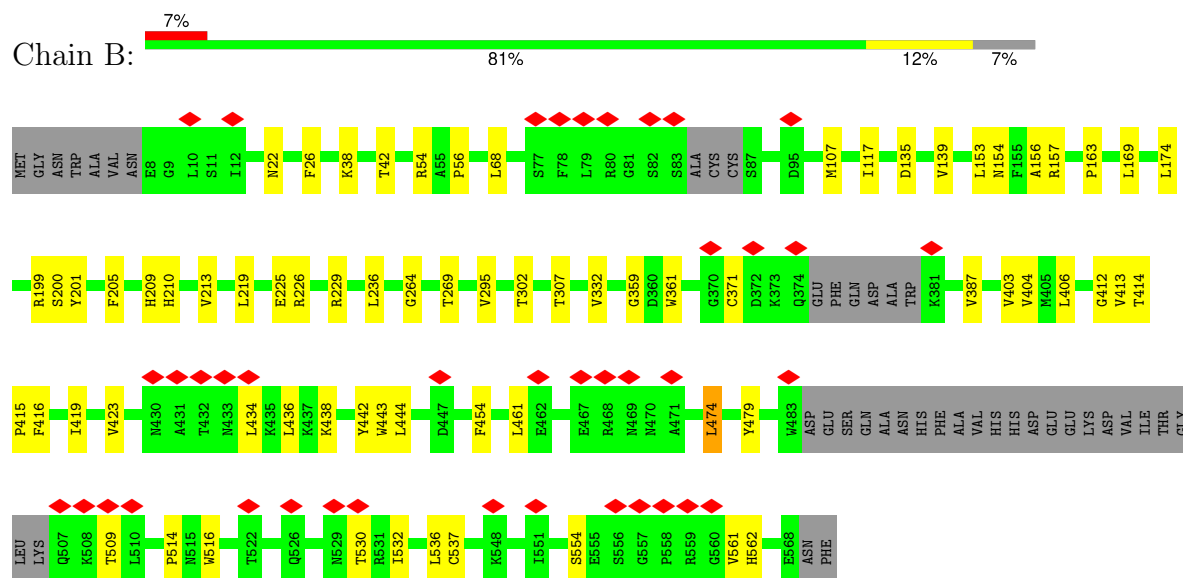 7%
Chain B:
81% 12% 7%
MET GLY ASN TRP ALA VAL ASN E8 G9 L10 S11 I12 N22 F26 K38 T42 R54 A55 P56 L68 S77 F78 L79 R80 G81 S82 S83 ALA CYS CYS S87 D95 M107 I117 D135 V139 L153 N154 F155 A156 R157 P163 L169 L174
R199 S200 Y201 F205 H209 H210 V213 L219 E225 R226 R229 L236 G264 T269 V295 T302 T307 V332 G359 D360 W361 G370 C371 D372 K373 Q374 GLU PHE GLN ASP ALA TRP K381 V387 V403 V404 M405 L406 G412 V413 T414
P415 F416 I419 V423 N430 A431 T432 N433 L434 K435 L436 K437 K438 Y442 W443 L444 D447 F454 L461 E462 E467 R468 N469 N470 A471 L474 Y479 W483 ASP GLU SER GLN ALA ASN HIS PHE ALA VAL HIS HIS ASP GLU GLU LYS ASP VAL ILE THR GLY
LEU LYS Q507 K508 T509 L510 P514 N515 W516 T522 Q526 N529 T530 R531 I532 L536 C537 K548 I551 S554 E555 S556 G557 P558 R559 G560 V561 H562 E568 ASN PHE